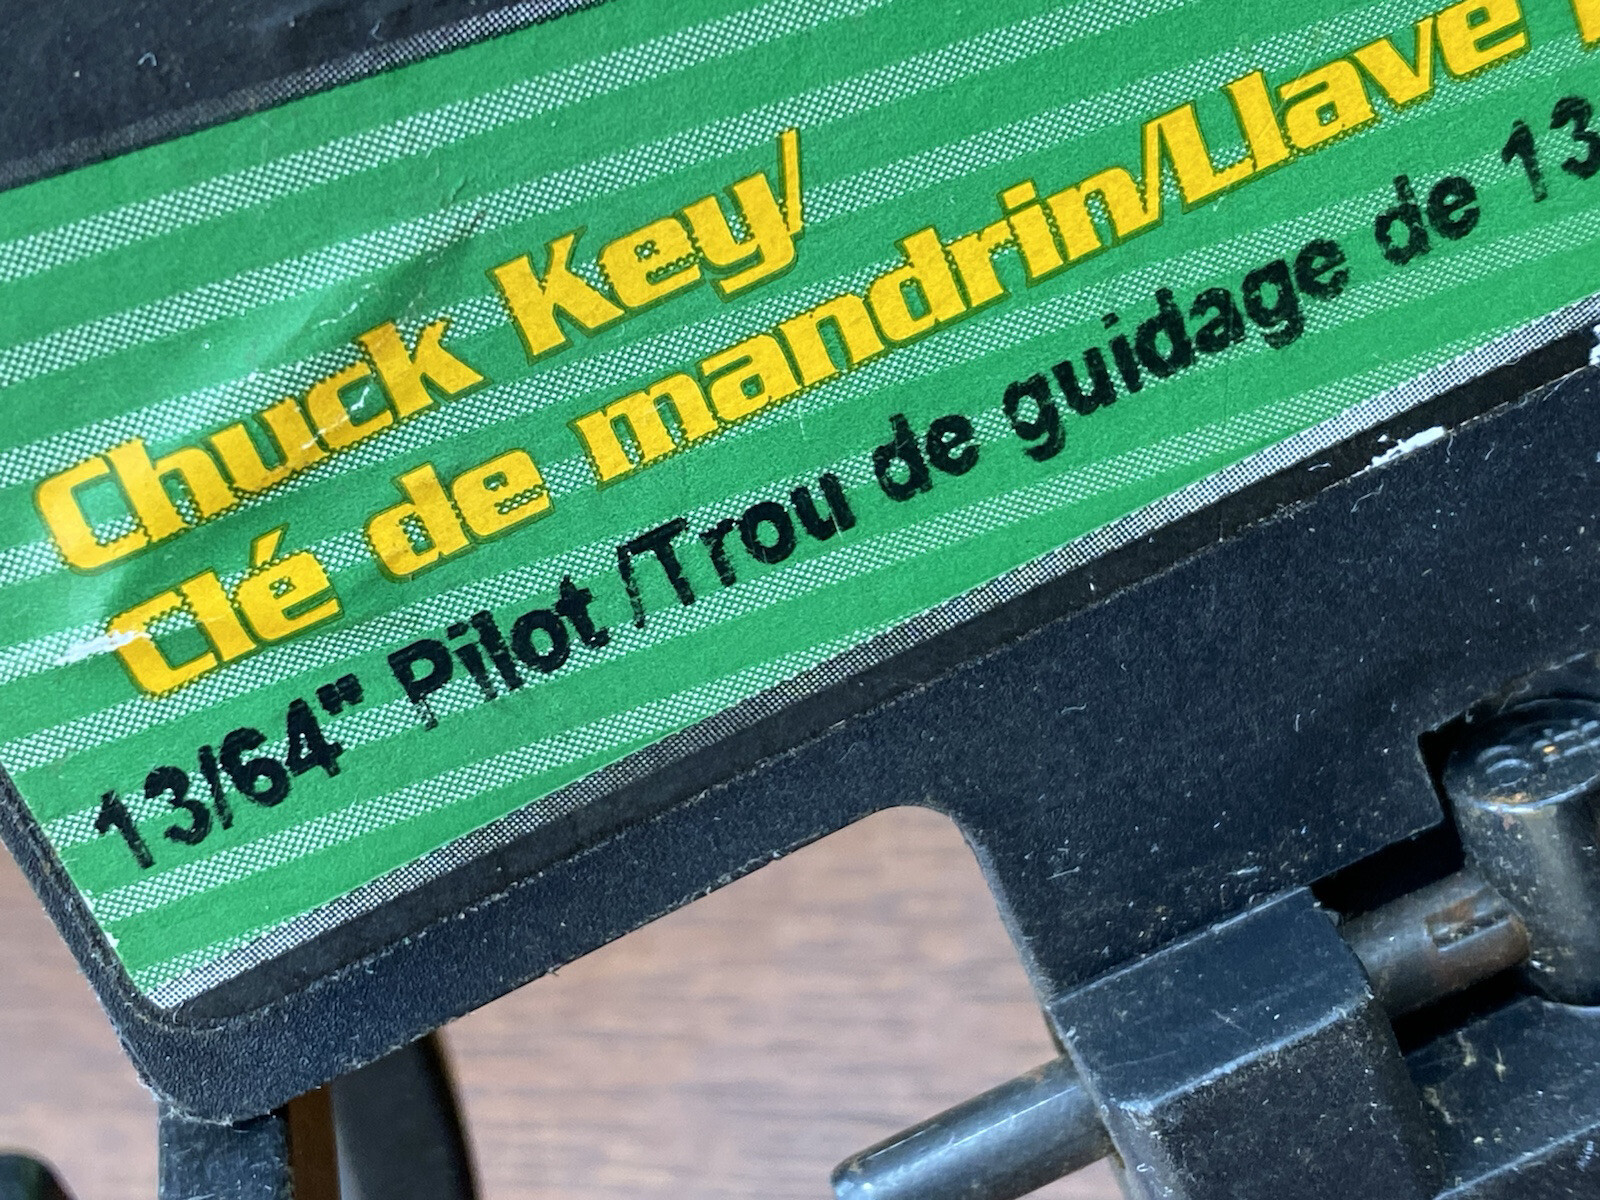 Chuck Key/
Clé de mandrin/Llave
13/64" Pilot /Trou de guidage de 13